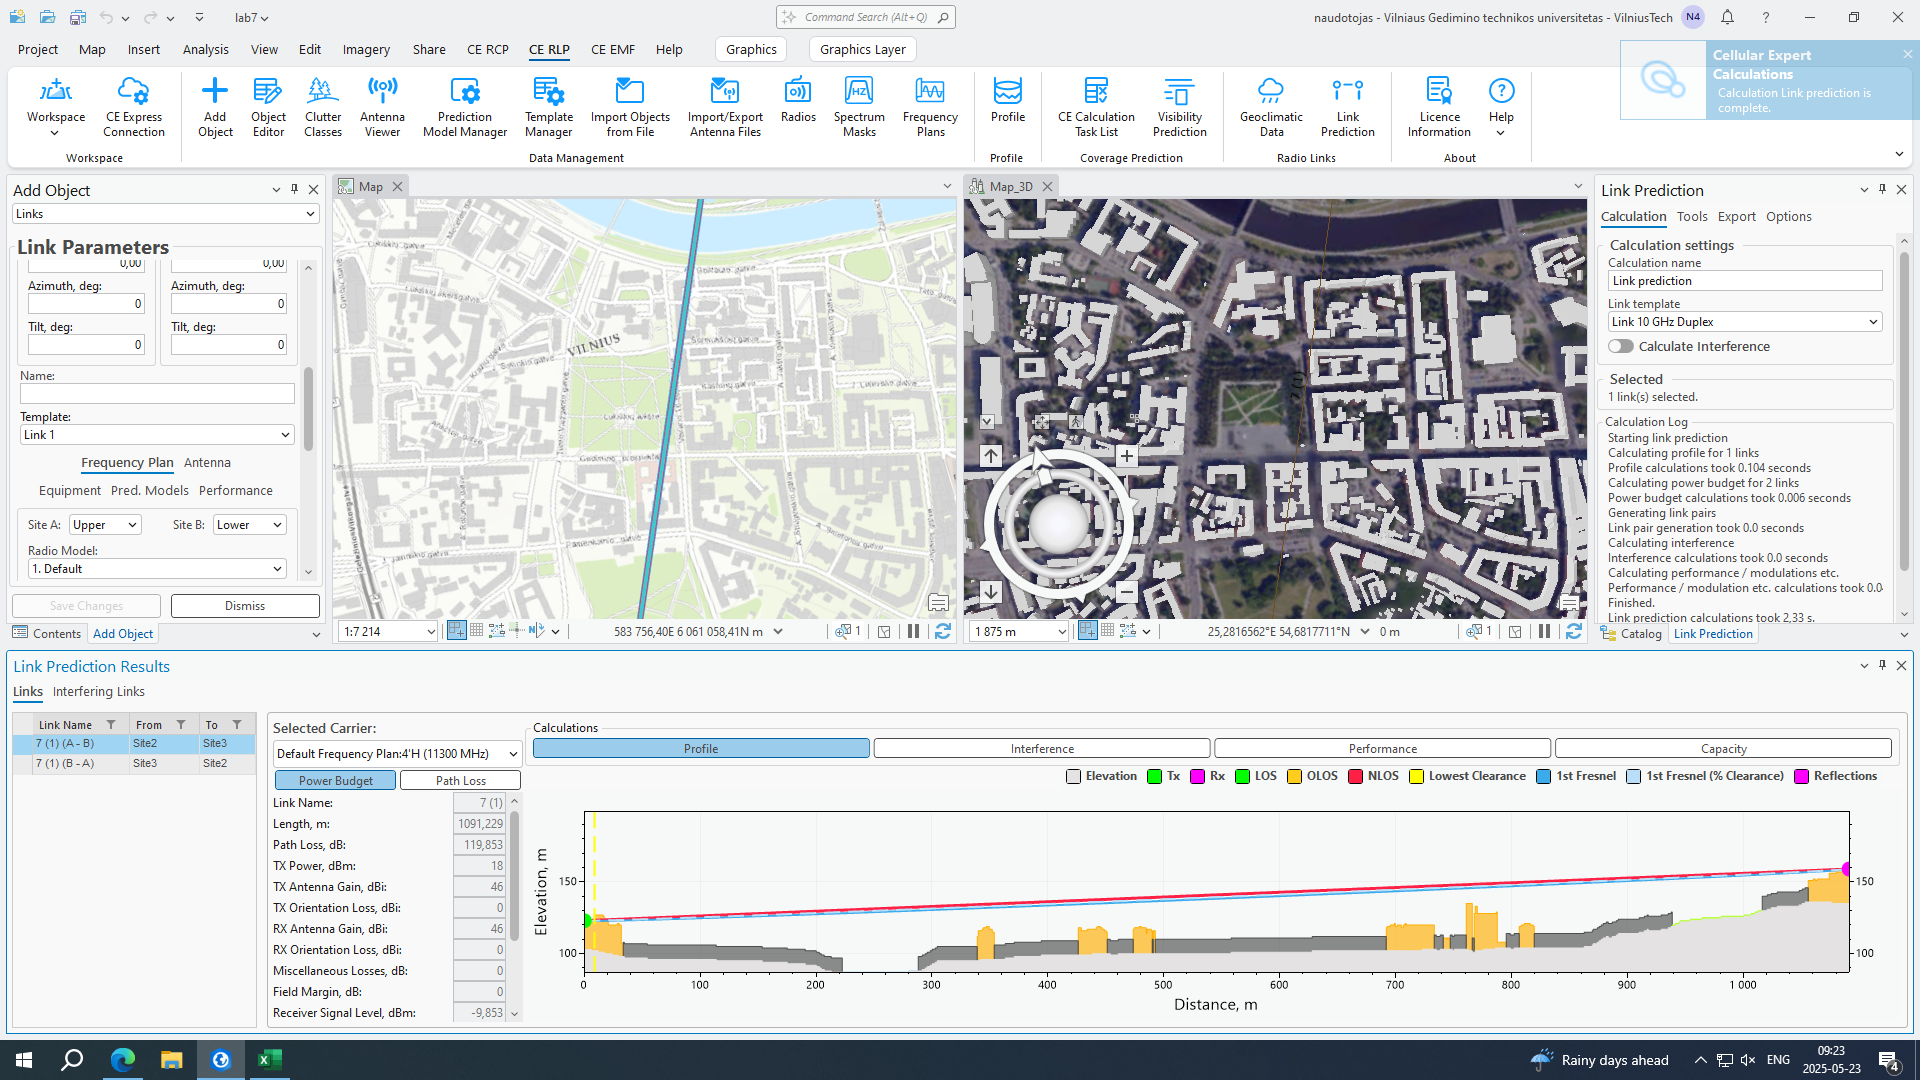 lab7
Command Search (Alt+Q)
naudotojas - Vilniaus Gedimino technikos universitetas - VilniusTech
N4
Project Map Insert Analysis View Edit Imagery Share CE RCP CE RLP CE EMF Help Graphics Graphics Layer
Cellular Expert
Calculations
Calculation Link prediction is
complete.
Workspace
CE Express
Connection
Add
Object
Object
Editor
Clutter
Classes
Antenna
Viewer
Prediction
Model Manager
Template
Manager
Import Objects
from File
Import/Export
Antenna Files
Radios
Spectrum
Masks
Frequency
Plans
Profile
CE Calculation
Task List
Visibility
Prediction
Geoclimatic
Data
Link
Prediction
Licence
Information
Help
Workspace
Data Management
Profile
Coverage Prediction
Radio Links
About
Add Object
Links
Link Parameters
0,00 0,00
Azimuth, deg: Azimuth, deg:
0 0
Tilt, deg: Tilt, deg:
0 0
Name:
Template:
Link 1
Frequency Plan Antenna
Equipment Pred. Models Performance
Site A: Upper Site B: Lower
Radio Model:
1. Default
Save Changes Dismiss
Contents Add Object
Map
VILNIUS
1:7 214
583 756,40E 6 061 058,41N m
1
Map_3D
7 (1)
1 875 m
25,2816562°E 54,6817711°N
0 m
1
Link Prediction
Calculation Tools Export Options
Calculation settings
Calculation name
Link prediction
Link template
Link 10 GHz Duplex
Calculate Interference
Selected
1 link(s) selected.
Calculation Log
Starting link prediction
Calculating profile for 1 links
Profile calculations took 0.104 seconds
Calculating power budget for 2 links
Power budget calculations took 0.006 seconds
Generating link pairs
Link pair generation took 0.0 seconds
Calculating interference
Interference calculations took 0.0 seconds
Calculating performance / modulations etc.
Performance / modulation etc. calculations took 0.0
Finished.
Link prediction calculations took 2,33 s.
Catalog Link Prediction
Link Prediction Results
Links Interfering Links
Link Name From To
7 (1) (A - B) Site2 Site3
7 (1) (B - A) Site3 Site2
Selected Carrier:
Default Frequency Plan:4'H (11300 MHz)
Power Budget Path Loss
Link Name: 7 (1)
Length, m: 1091,229
Path Loss, dB: 119,853
TX Power, dBm: 18
TX Antenna Gain, dBi: 46
TX Orientation Loss, dB: 0
RX Antenna Gain, dBi: 46
RX Orientation Loss, dBi: 0
Miscellaneous Losses, dB: 0
Field Margin, dB: 0
Receiver Signal Level, dBm: -9,853
Calculations
Profile Interference Performance Capacity
Elevation Tx Rx LOS OLOS NLOS Lowest Clearance 1st Fresnel 1st Fresnel (% Clearance) Reflections
Elevation, m
150 150
100 100
0 100 200 300 400 500 600 700 800 900 1 000
Distance, m
Rainy days ahead
ENG
09:23
2025-05-23
4